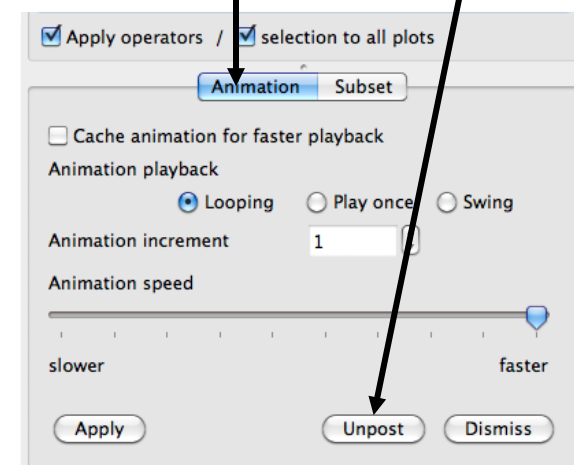 Apply operators / selection to all plots
Animation Subset
Cache animation for faster playback
Animation playback
Looping Play once Swing
Animation increment 1
Animation speed
slower faster
Apply Unpost Dismiss